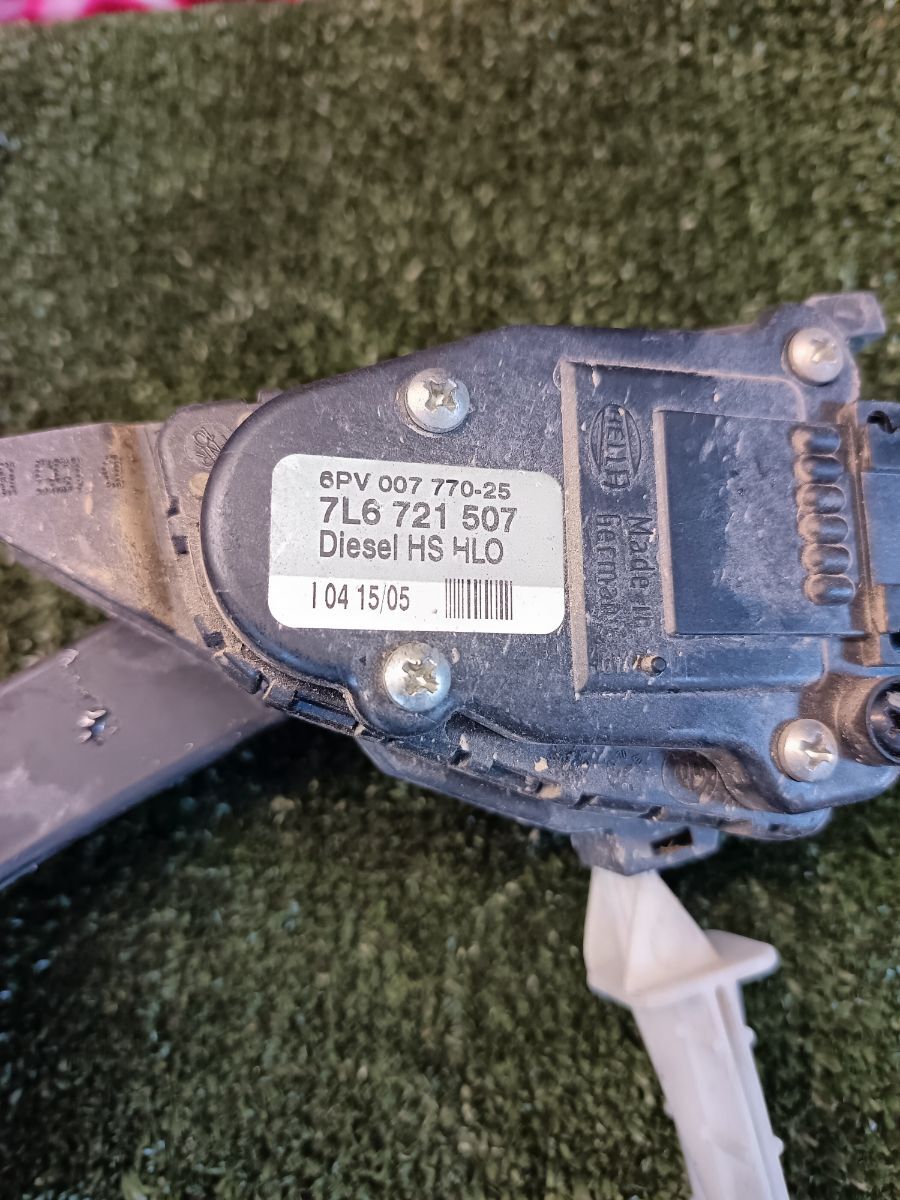 6PV 007 770-25
7L6 721 507
Diesel HS HLO
I 04 15/05
HELLA
Made in
Germany